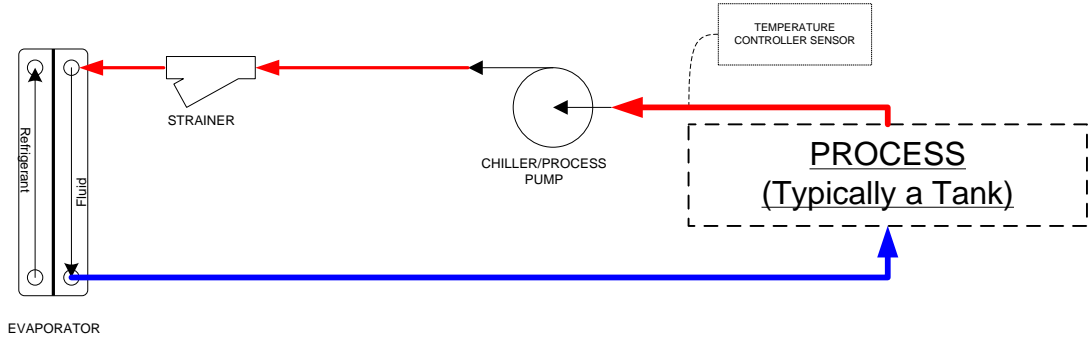 TEMPERATURE
CONTROLLER SENSOR
STRAINER
CHILLER/PROCESS
PUMP
PROCESS
(Typically a Tank)
Refrigerant
Fluid
EVAPORATOR